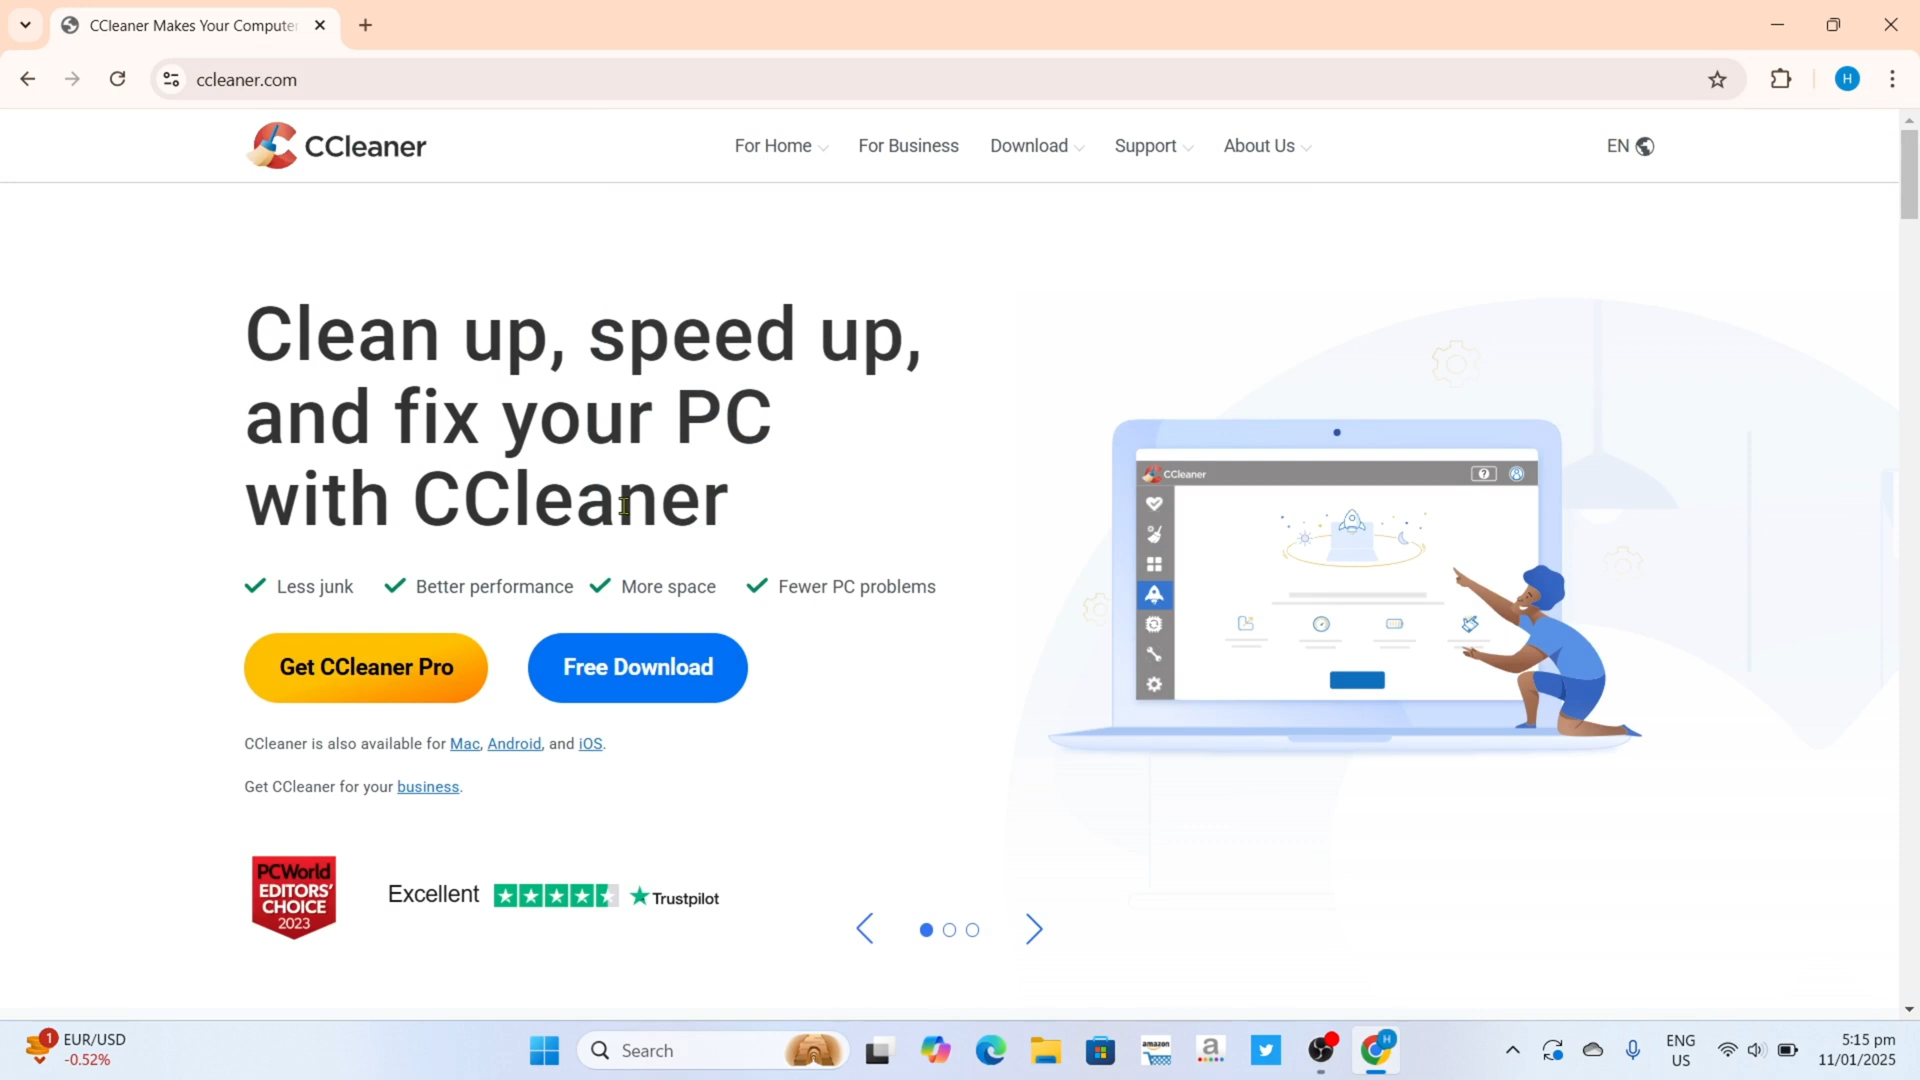 CCleaner Makes Your Computer
ccleaner.com
H
CCleaner
For Home
For Business
Download
Support
About Us
EN
Clean up, speed up,
and fix your PC
with CCleaner
Less junk
Better performance
More space
Fewer PC problems
CCleaner
?
Get CCleaner Pro
Free Download
CCleaner is also available for Mac, Android, and iOS.
Get CCleaner for your business.
PCWorld
EDITORS'
CHOICE
2023
Excellent
Trustpilot
1
EUR/USD
-0.52%
Search
amazon
a
H
ENG
US
5:15 pm
11/01/2025